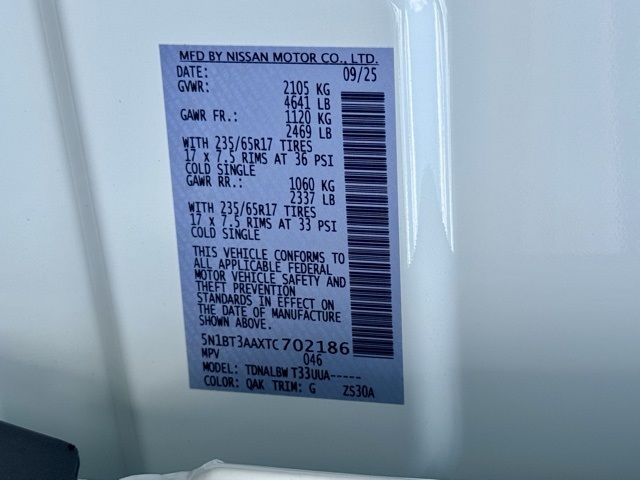 MFD BY NISSAN MOTOR CO., LTD.
DATE: 09/25
GVWR: 2105 KG
4641 LB
GAWR FR.: 1120 KG
2469 LB
WITH 235/65R17 TIRES
17 x 7.5 RIMS AT 36 PSI
COLD SINGLE
GAWR RR.: 1060 KG
2337 LB
WITH 235/65R17 TIRES
17 x 7.5 RIMS AT 33 PSI
COLD SINGLE
THIS VEHICLE CONFORMS TO
ALL APPLICABLE FEDERAL
MOTOR VEHICLE SAFETY AND
THEFT PREVENTION
STANDARDS IN EFFECT ON
THE DATE OF MANUFACTURE
SHOWN ABOVE.
5N1BT3AAXTC702186
MPV 046
MODEL: TDNALBW T33UUA-----
COLOR: QAK TRIM: G ZS30A